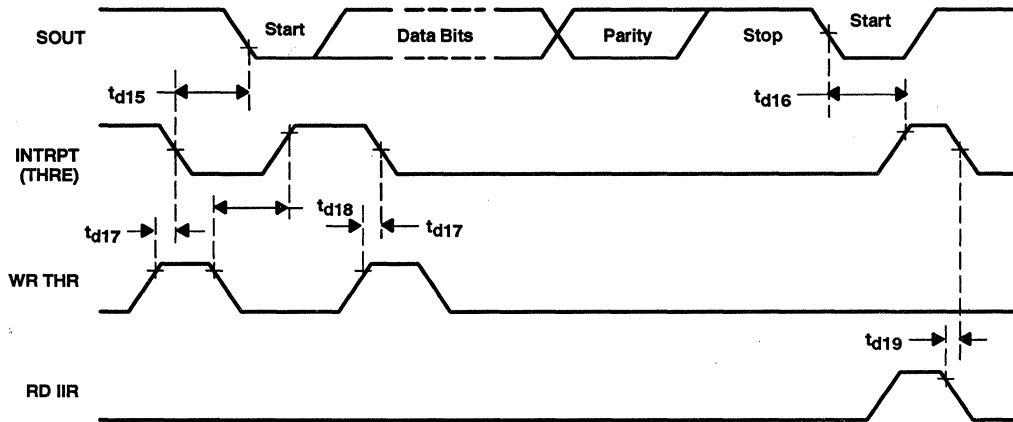 SOUT
Start
Data Bits
Parity
Stop
Start
td15
td16
INTRPT
(THRE)
td17
td18
td17
WR THR
td19
RD IIR